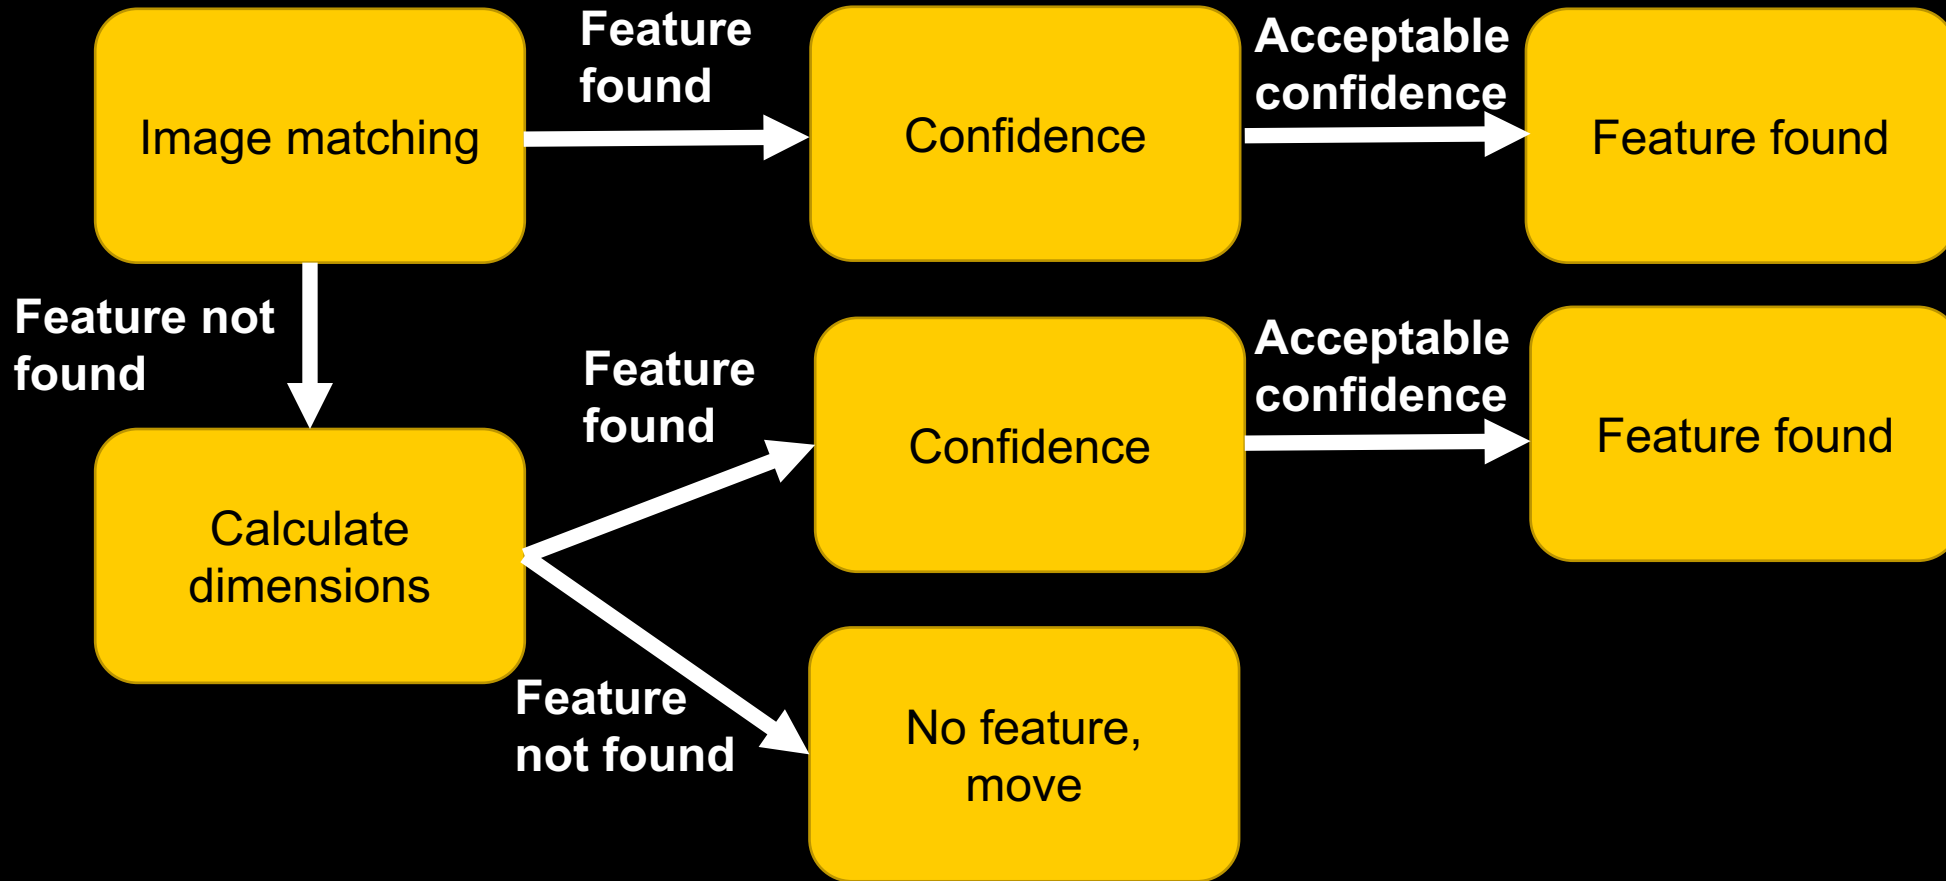 Image matching
Feature
found
Confidence
Acceptable
confidence
Feature found
Feature not
found
Calculate
dimensions
Feature
found
Confidence
Acceptable
confidence
Feature found
Feature
not found
No feature,
move